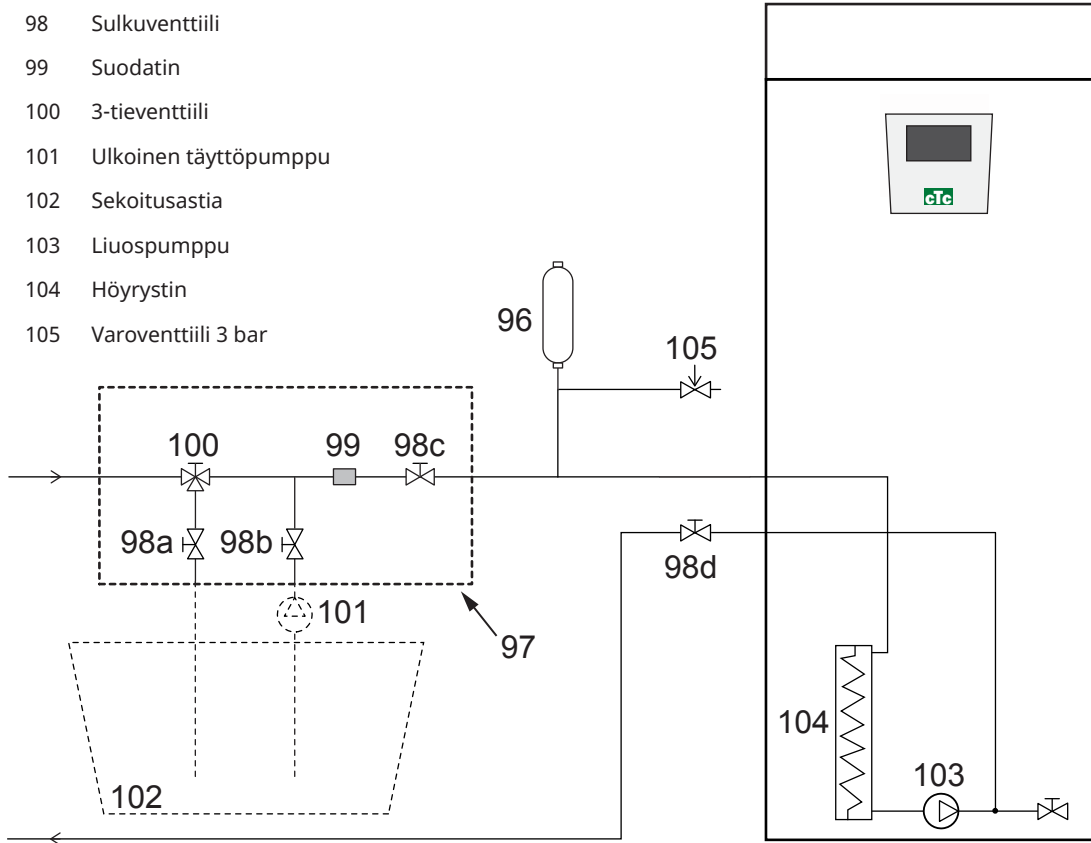 98 Sulkuventtiili
99 Suodatin
100 3-tieventtiili
101 Ulkoinen täyttöpumppu
102 Sekoitusastia
103 Liuospumppu
104 Höyrystin
105 Varoventtiili 3 bar
cTc
96
105
100
99
98c
98a
98b
98d
101
97
104
103
102